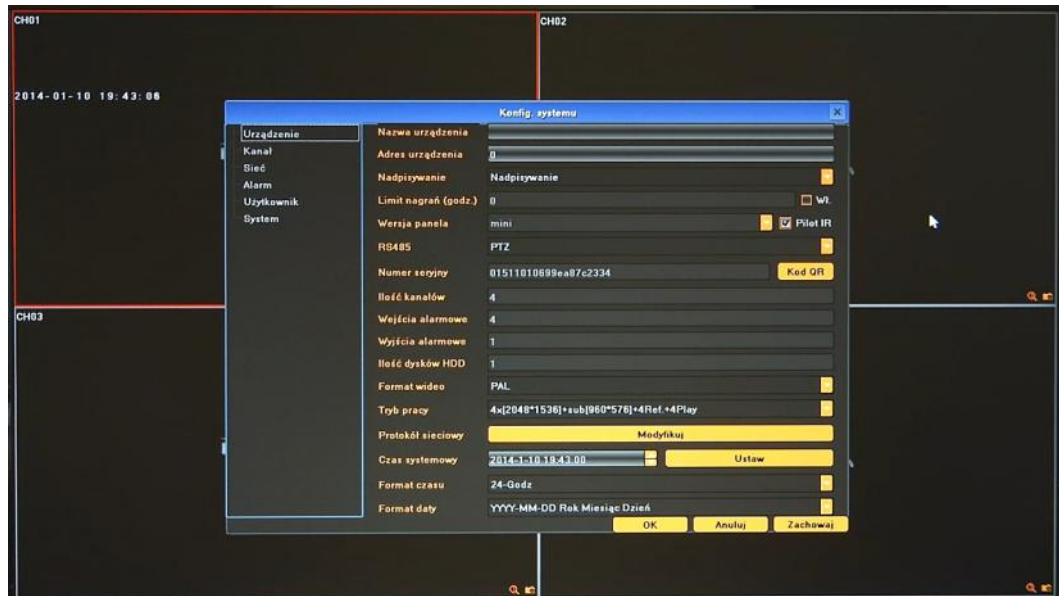 CH01
CH02
2014-01-10 19:43:06
Konfig. systemu
Urządzenie
Kanał
Sieć
Alarm
Użytkownik
System
Nazwa urządzenia
Adres urządzenia 0
Nadpisywanie Nadpisywanie
Limit nagrań (godz.) 0 Wł.
Wersja panela mini Pilot IR
RS485 PTZ
Numer seryjny 01511010699ea87c2334 Kod QR
Ilość kanałów 4
Wejścia alarmowe 4
Wyjścia alarmowe 1
Ilość dysków HDD 1
Format wideo PAL
Tryb pracy 4x[2048*1536]+sub[960*576]+4Ref.+4Play
Protokół sieciowy Modyfikuj
Czas systemowy 2014-1-10 19:43:00 Ustaw
Format czasu 24-Godz
Format daty YYYY-MM-DD Rok Miesiąc Dzień
OK Anuluj Zachowaj
CH03